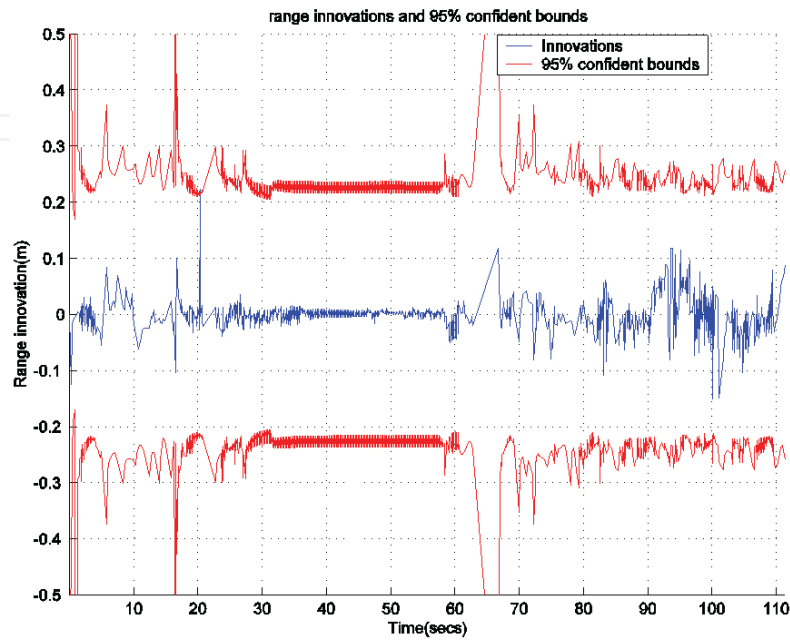 range innovations and 95% confident bounds
Innovations
95% confident bounds
Range innovation(m)
0.5
0.4
0.3
0.2
0.1
0
-0.1
-0.2
-0.3
-0.4
-0.5
10 20 30 40 50 60 70 80 90 100 110
Time(secs)